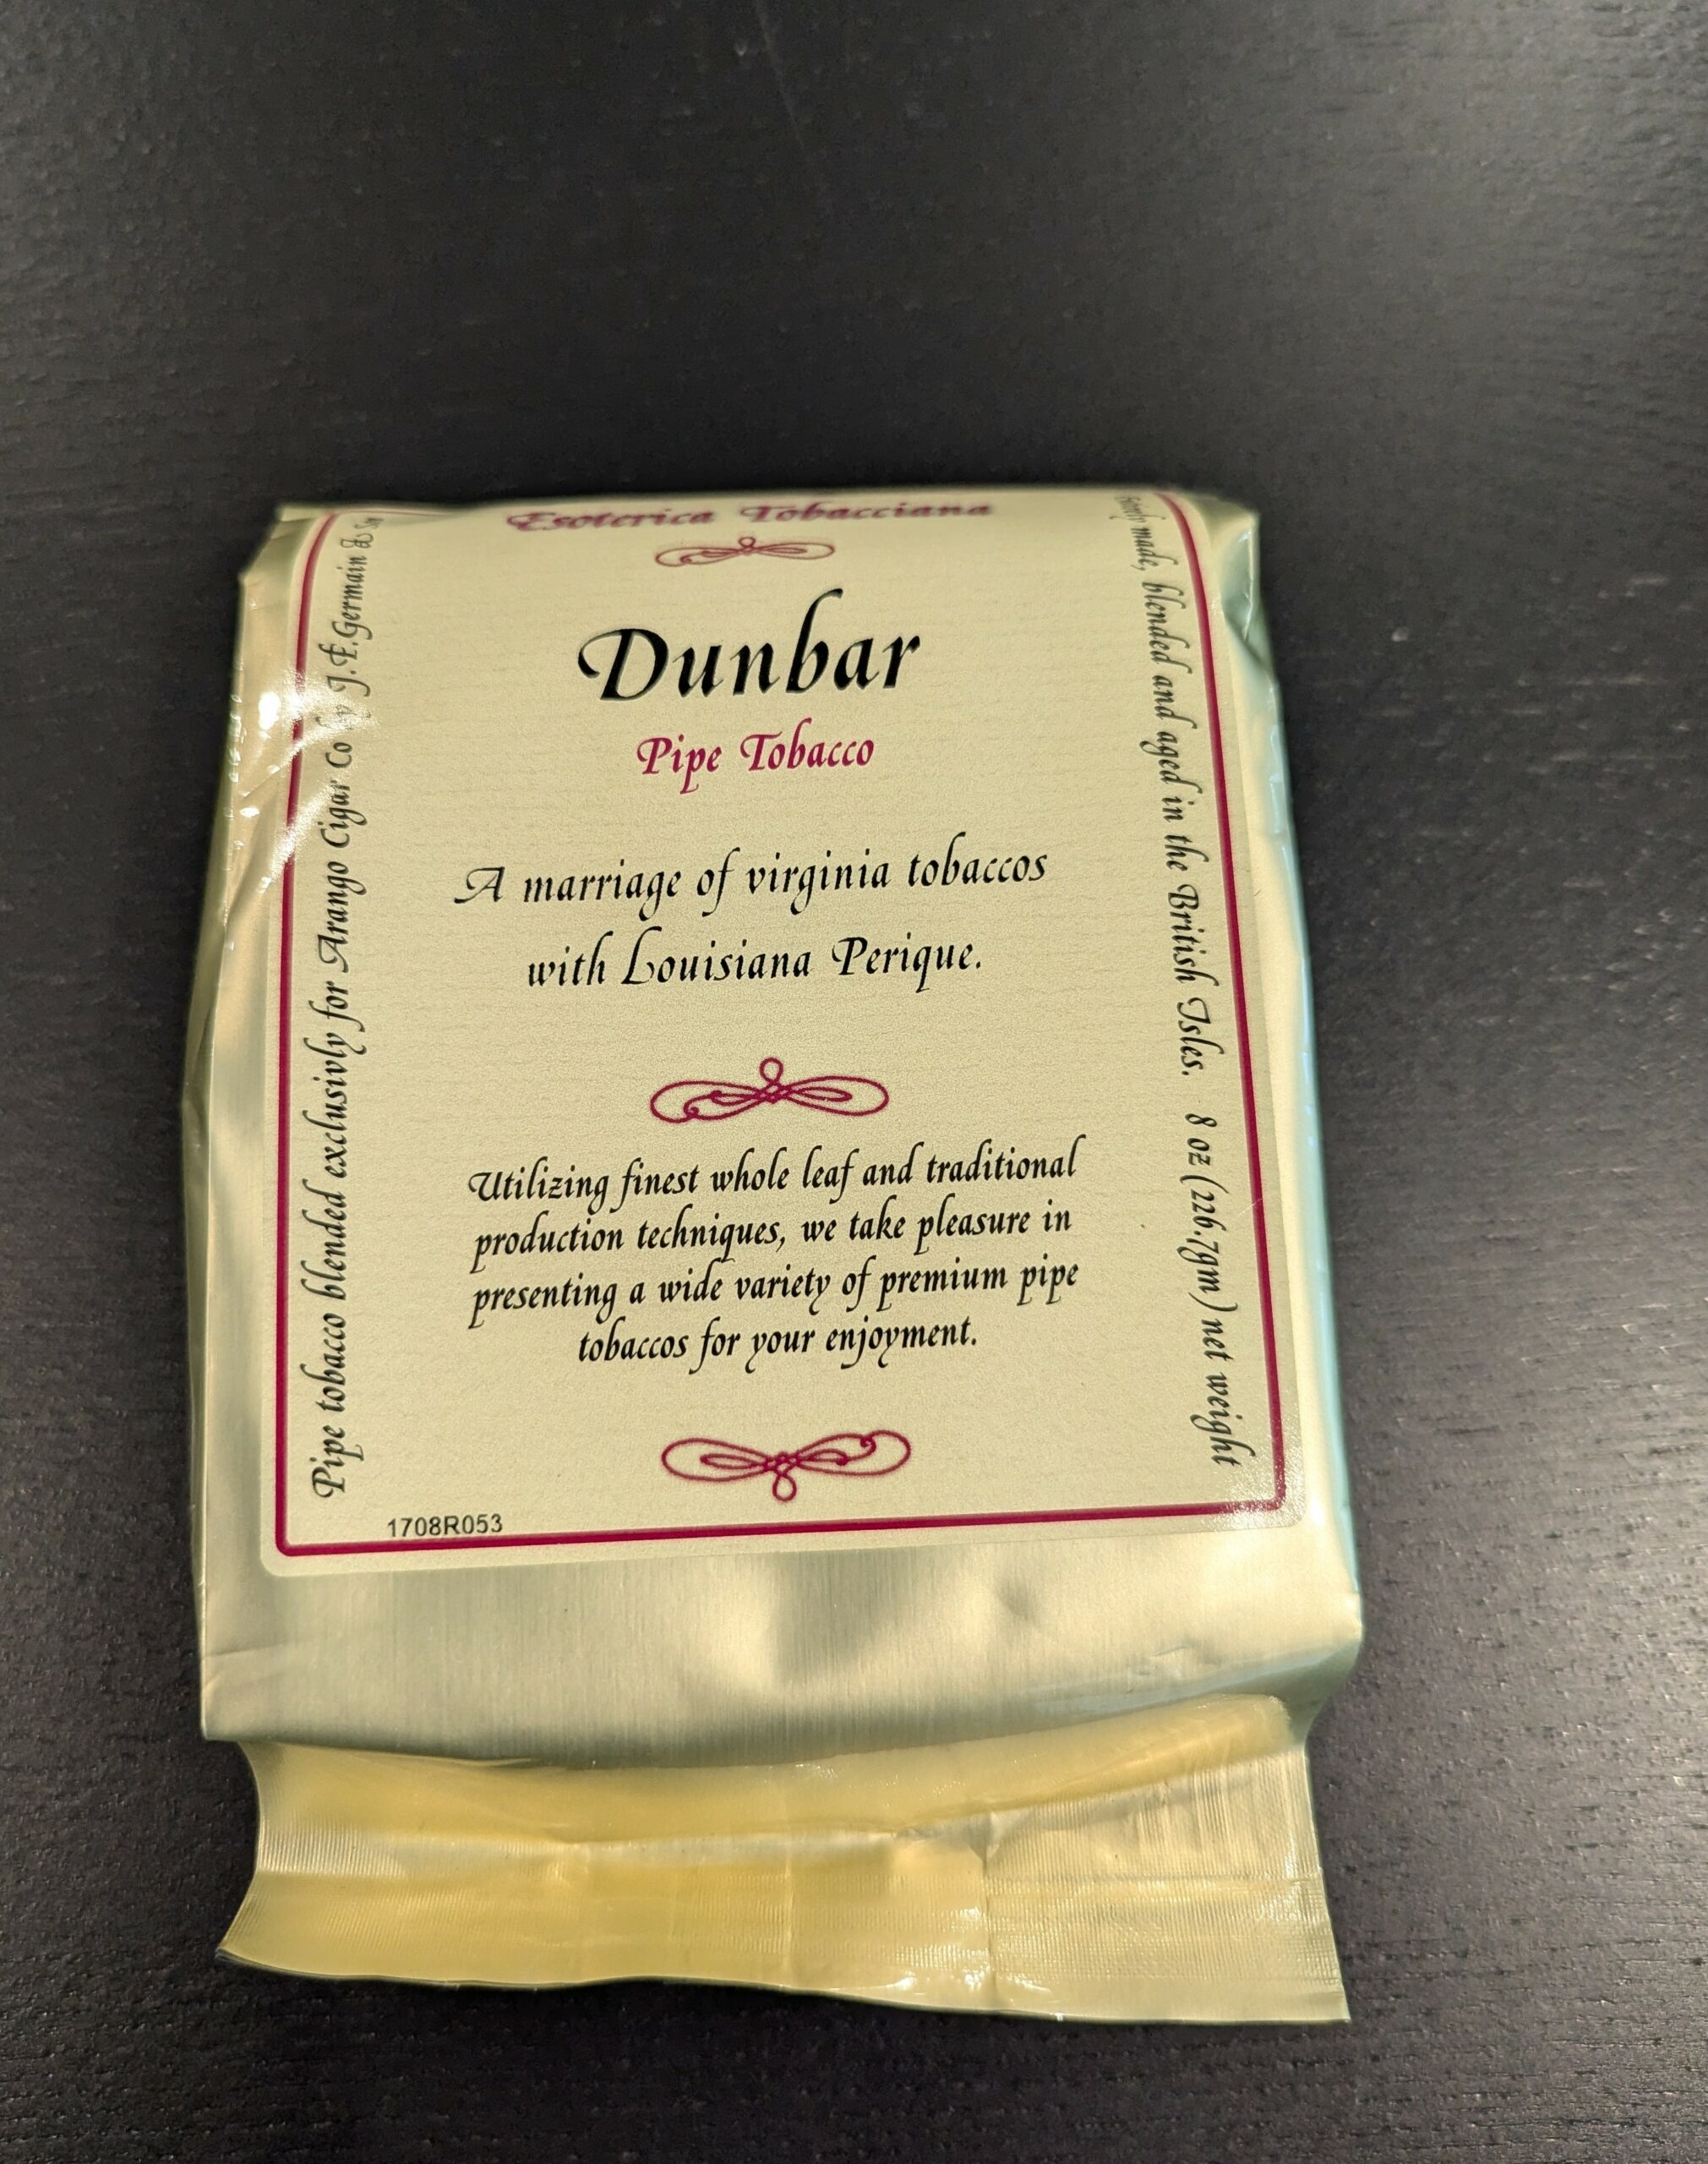 Esoterica Tobacciana
Dunbar
Pipe Tobacco
A marriage of virginia tobaccos
with Louisiana Perique.
Utilizing finest whole leaf and traditional
production techniques, we take pleasure in
presenting a wide variety of premium pipe
tobaccos for your enjoyment.
1708R053
Pipe tobacco blended exclusivly for Arango Cigar Co by J.F.Germain & Son
made, blended and aged in the British Isles. 8 oz (226.7gm) net weight